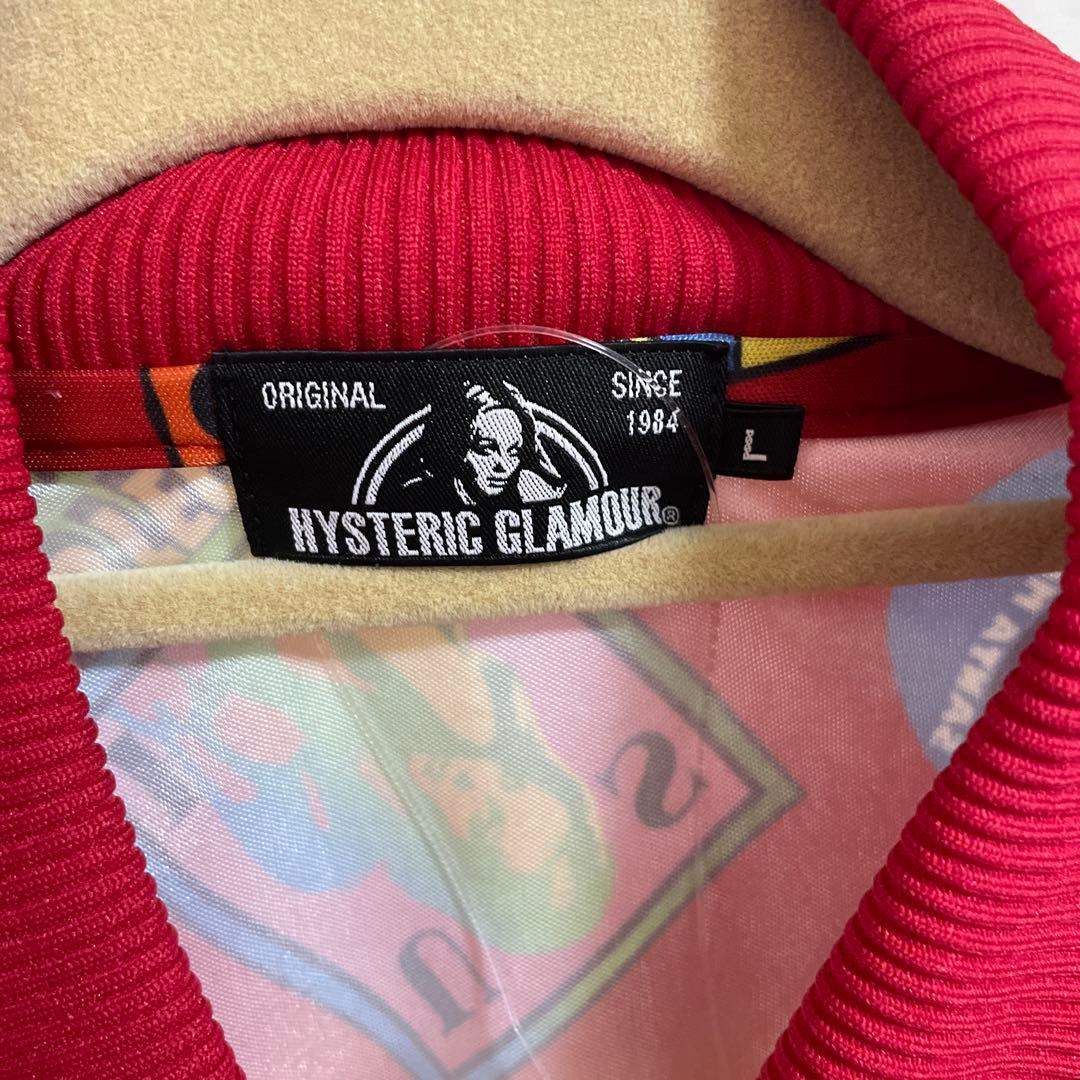 ORIGINAL
SINCE
1984
HYSTERIC GLAMOUR®
L
S
U